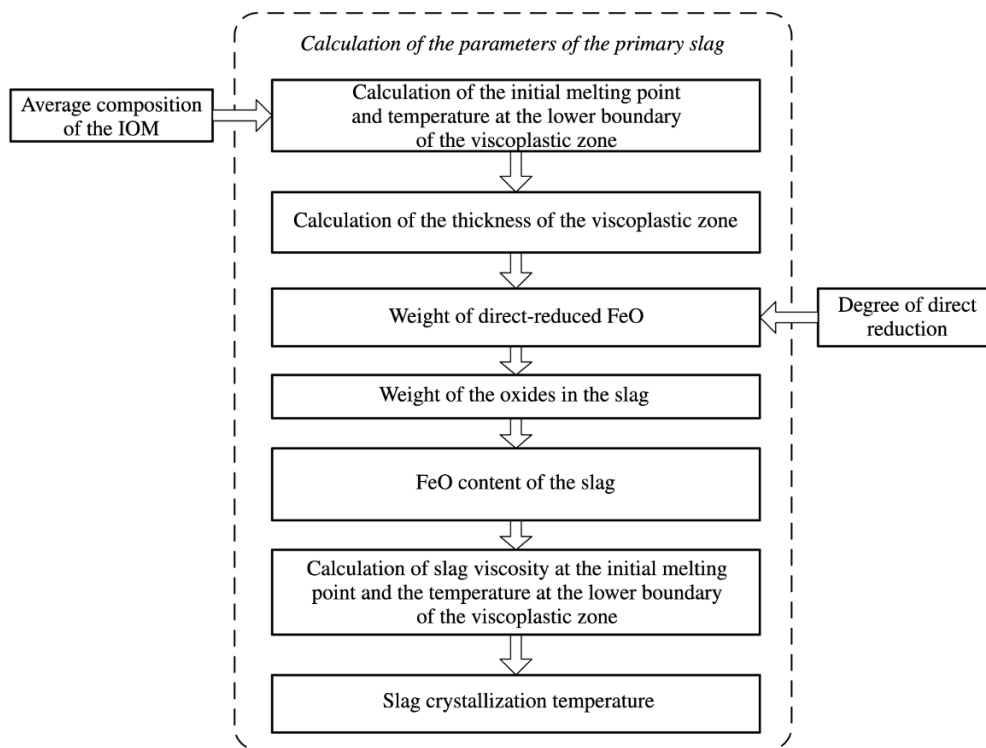 Calculation of the parameters of the primary slag
Average composition
of the IOM
Calculation of the initial melting point
and temperature at the lower boundary
of the viscoplastic zone
Calculation of the thickness of the viscoplastic zone
Weight of direct-reduced FeO
Degree of direct
reduction
Weight of the oxides in the slag
FeO content of the slag
Calculation of slag viscosity at the initial melting
point and the temperature at the lower boundary
of the viscoplastic zone
Slag crystallization temperature